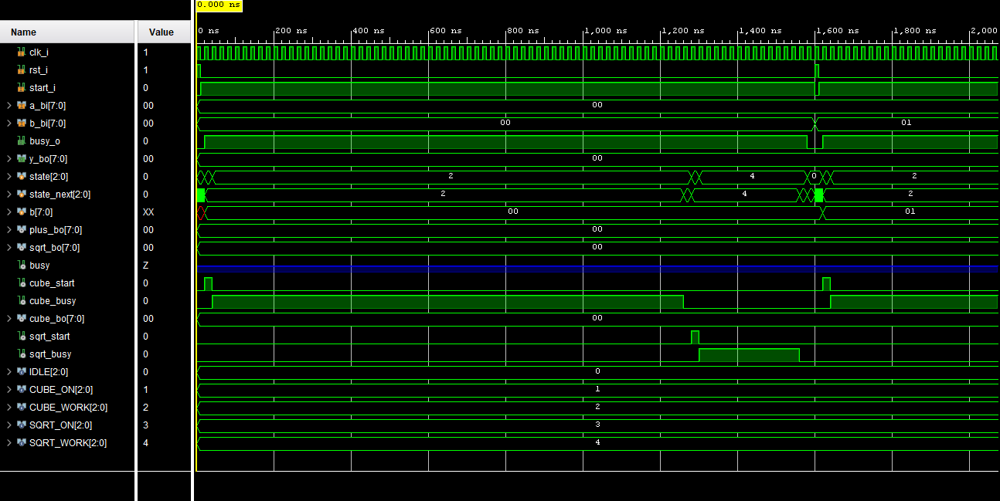 0.000 ns
Name Value
0 ns 200 ns 400 ns 600 ns 800 ns 1,000 ns 1,200 ns 1,400 ns 1,600 ns 1,800 ns 2,000
clk_i 1
rst_i 1
start_i 0
a_bi[7:0] 00 00
b_bi[7:0] 00 00 01
busy_o 0
y_bo[7:0] 00 00
state[2:0] 0 2 4 0 2
state_next[2:0] 0 2 4 2
b[7:0] XX 00 01
plus_bo[7:0] 00 00
sqrt_bo[7:0] 00 00
busy Z
cube_start 0
cube_busy 0
cube_bo[7:0] 00 00
sqrt_start 0
sqrt_busy 0
IDLE[2:0] 0 0
CUBE_ON[2:0] 1 1
CUBE_WORK[2:0] 2 2
SQRT_ON[2:0] 3 3
SQRT_WORK[2:0] 4 4